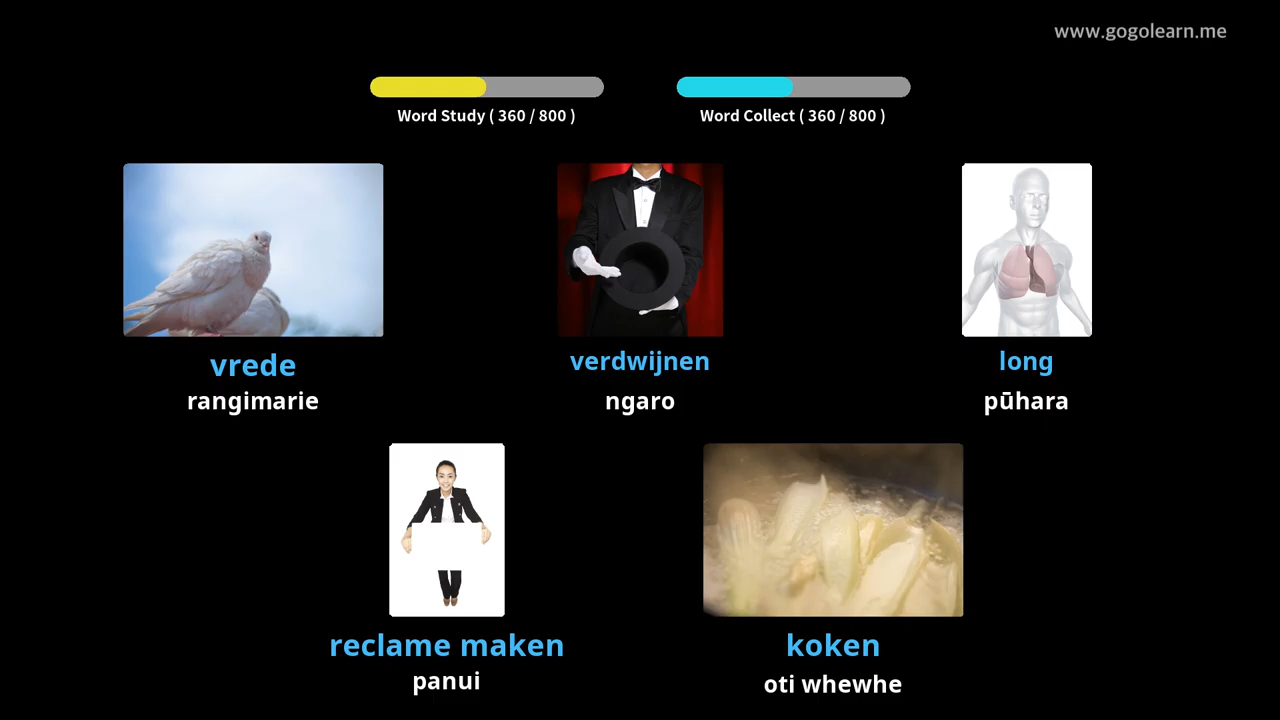 www.gogolearn.me
Word Study ( 360 / 800 )
Word Collect ( 360 / 800 )
vrede
rangimarie
verdwijnen
ngaro
long
pūhara
reclame maken
panui
koken
oti whewhe